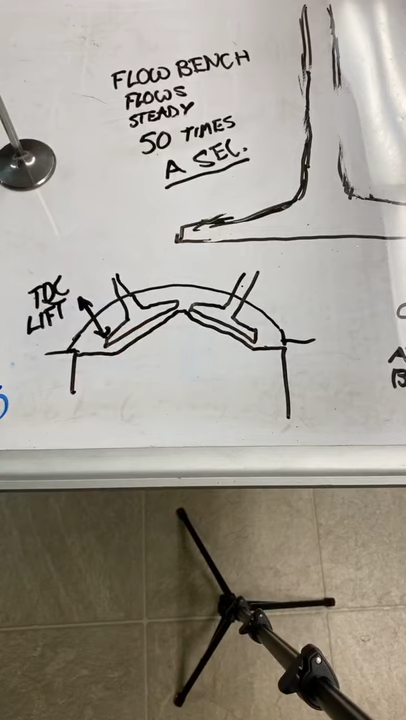 FLOW BENCH
FLOWS
STEADY
50 TIMES
A SEC.
TDC
LIFT